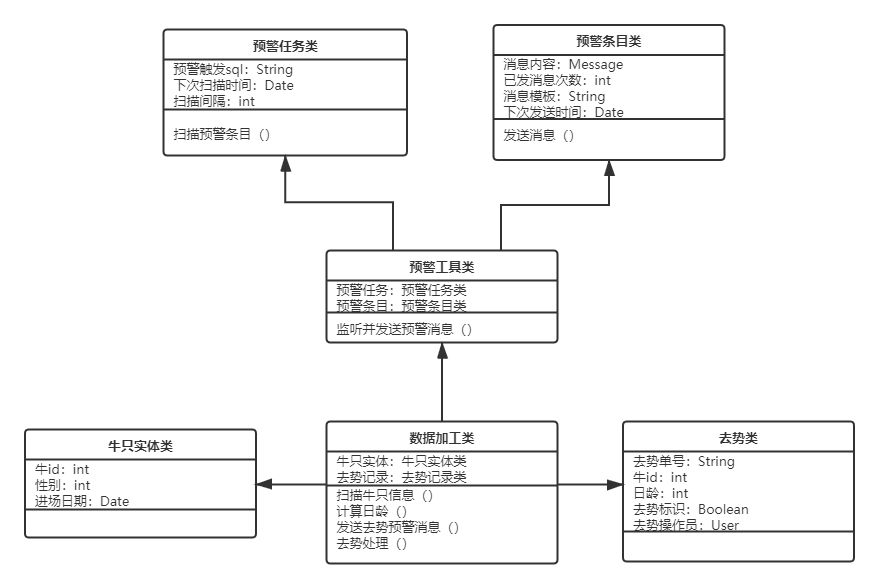 预警任务类
预警触发sql：String
下次扫描时间：Date
扫描间隔：int
扫描预警条目（）
预警条目类
消息内容：Message
已发消息次数：int
消息模板：String
下次发送时间：Date
发送消息（）
预警工具类
预警任务：预警任务类
预警条目：预警条目类
监听并发送预警消息（）
牛只实体类
牛id：int
性别：int
进场日期：Date
数据加工类
牛只实体：牛只实体类
去势记录：去势记录类
扫描牛只信息（）
计算日龄（）
发送去势预警消息（）
去势处理（）
去势类
去势单号：String
牛id：int
日龄：int
去势标识：Boolean
去势操作员：User